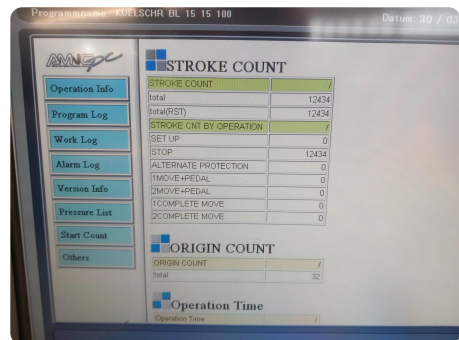 Programmname: KUELSCHR BL 15 15 100
Datum: 30 / 03
AMNCPC
STROKE COUNT
Operation Info
Program Log
Work Log
Alarm Log
Version Info
Pressure List
Start Count
Others
STROKE COUNT /
total 12434
total(RST) 12434
STROKE CNT BY OPERATION /
SET UP 0
STOP 12434
ALTERNATE PROTECTION 0
1MOVE+PEDAL 0
2MOVE+PEDAL 0
1COMPLETE MOVE 0
2COMPLETE MOVE 0
ORIGIN COUNT
ORIGIN COUNT /
total 32
Operation Time
Operation Time /